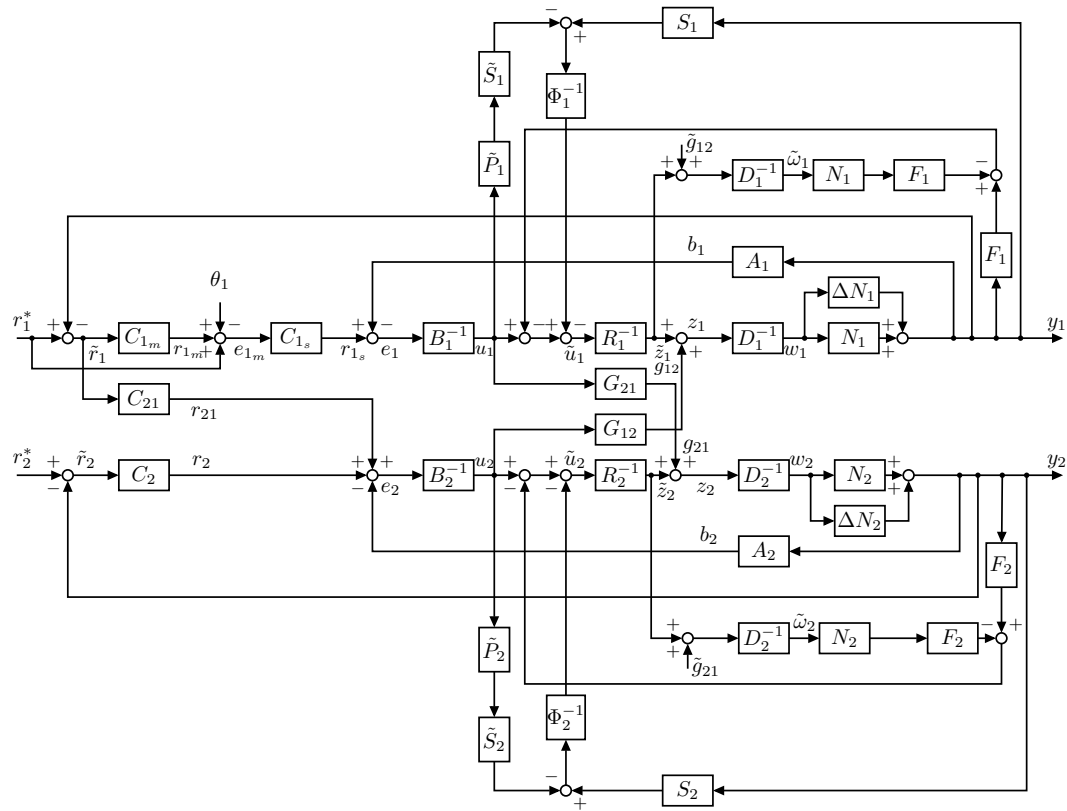 − S_1
+
S̃_1
Φ_1^{-1}
g̃_12
P̃_1
+ +
D_1^{-1} ω̃_1 N_1 F_1 −
+
F_1
b_1 A_1
θ_1
ΔN_1
r_1^* + − + − + − + − + − + z_1 + y_1
C_{1_m} C_{1_s} B_1^{-1} R_1^{-1} D_1^{-1} N_1
r̃_1 r_{1_m} + e_{1_m} r_{1_s} e_1 u_1 ũ_1 z̃_1 + w_1 +
g_12
G_21
C_21 r_21
G_12
g_21
r_2^* + r̃_2 r_2 + + u_2 + + ũ_2 + + w_2 + y_2
C_2 B_2^{-1} R_2^{-1} D_2^{-1} N_2
− − e_2 − − z̃_2 z_2 +
ΔN_2
b_2 A_2
F_2
+ D_2^{-1} ω̃_2 N_2 F_2 − +
+
g̃_21
P̃_2
Φ_2^{-1}
S̃_2
− S_2
+